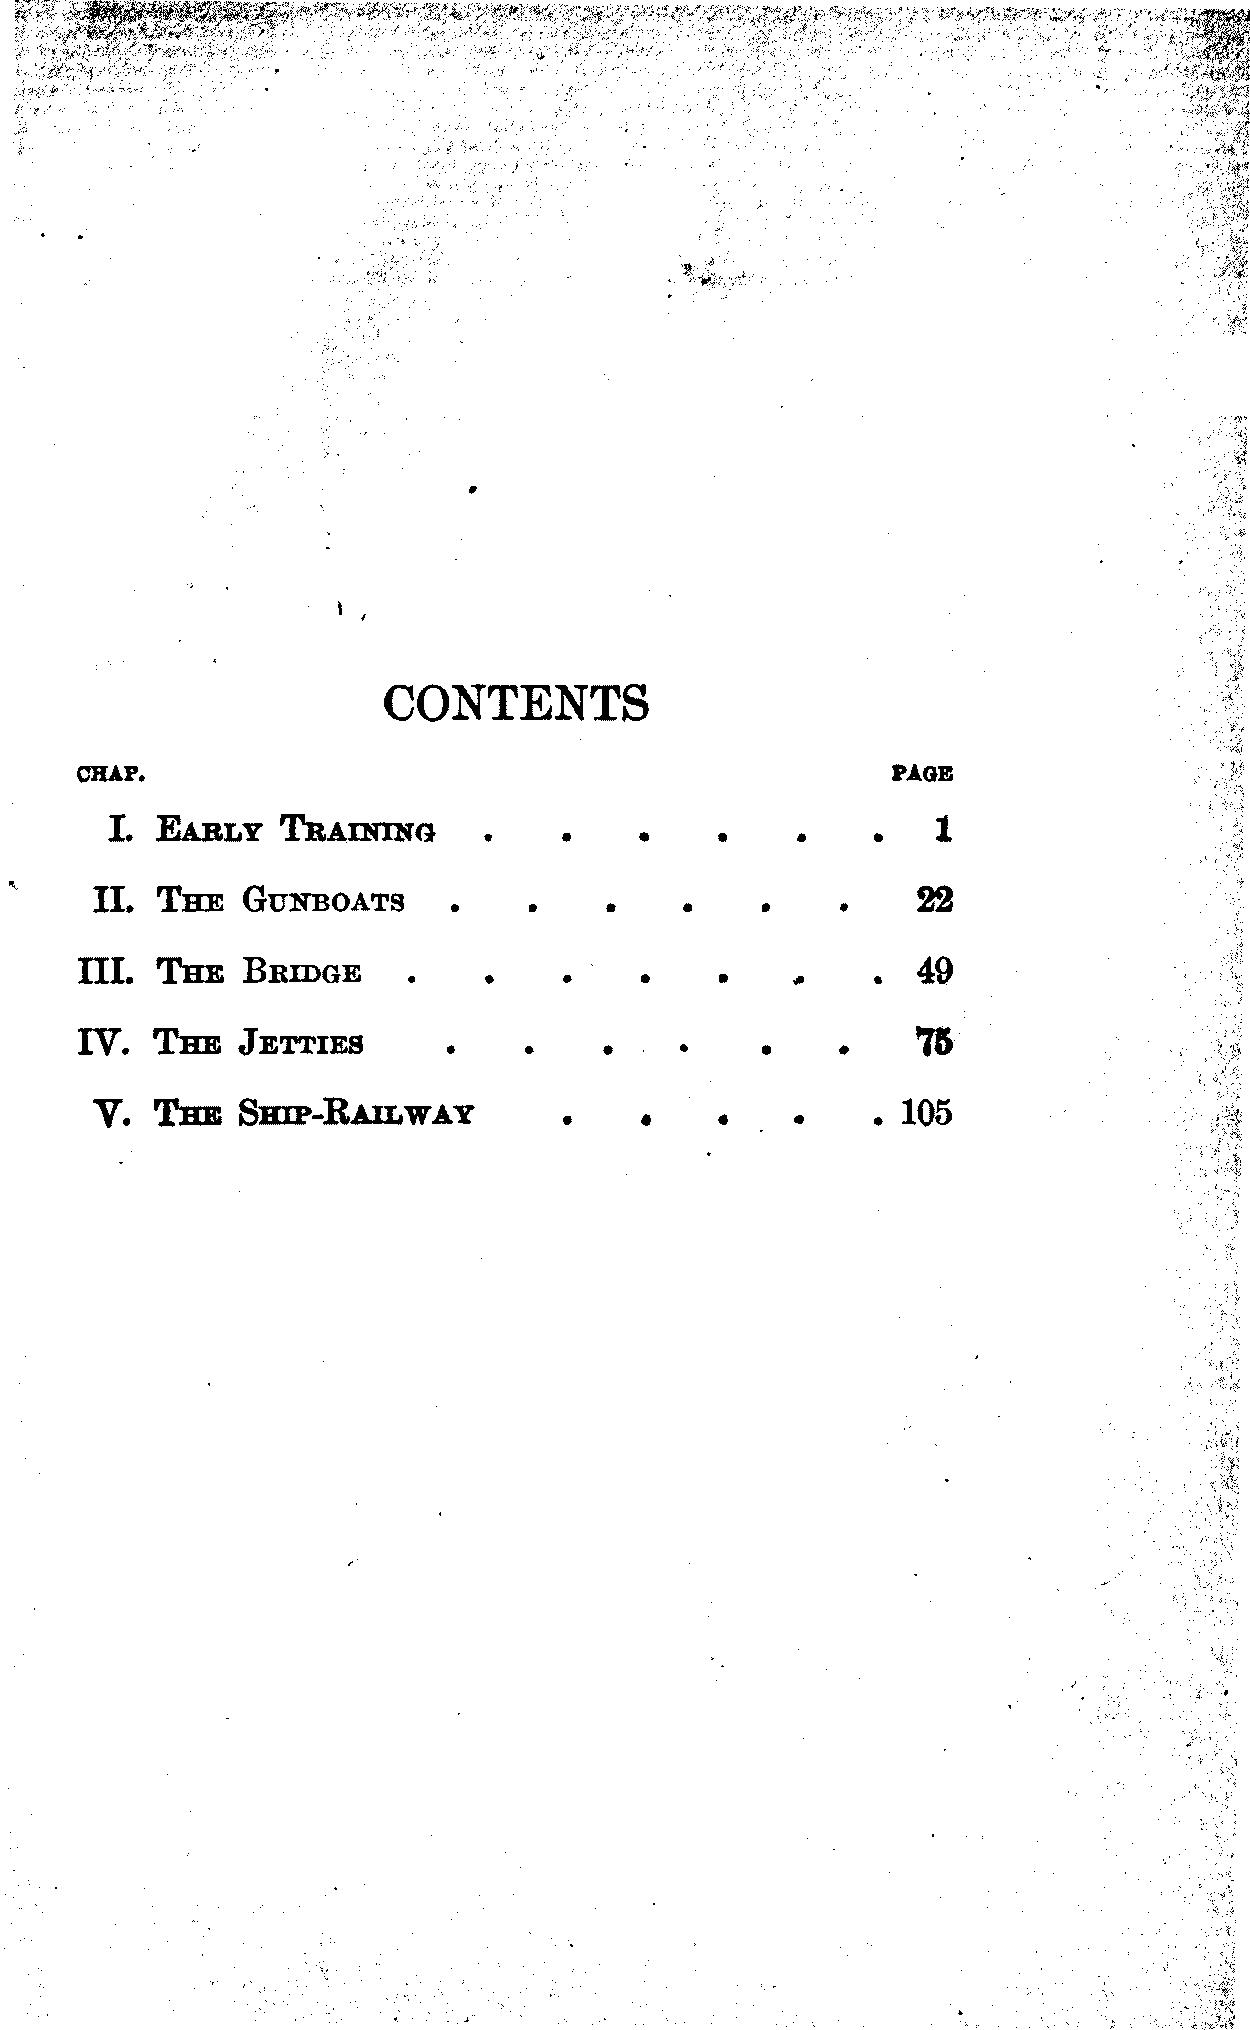 CONTENTS
CHAP. PAGE
I. EARLY TRAINING . . . . . . 1
II. THE GUNBOATS . . . . . . 22
III. THE BRIDGE . . . . . . . 49
IV. THE JETTIES . . . . . . 75
V. THE SHIP-RAILWAY . . . . . 105